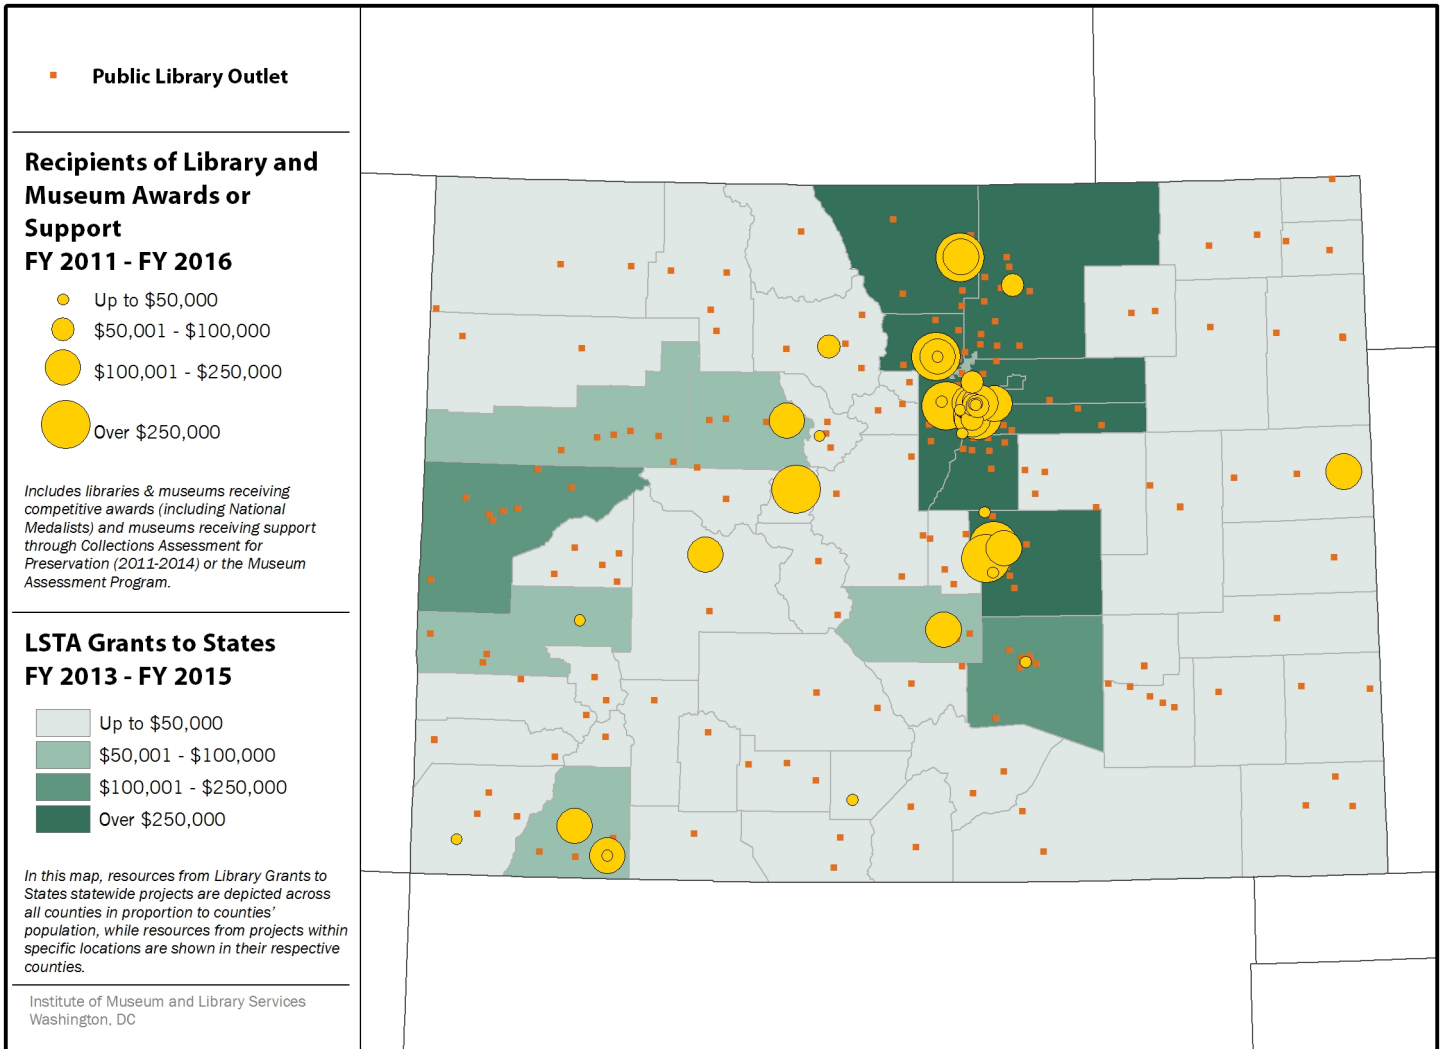 Public Library Outlet
Recipients of Library and
Museum Awards or
Support
FY 2011 - FY 2016
Up to $50,000
$50,001 - $100,000
$100,001 - $250,000
Over $250,000
Includes libraries & museums receiving
competitive awards (including National
Medalists) and museums receiving support
through Collections Assessment for
Preservation (2011-2014) or the Museum
Assessment Program.
LSTA Grants to States
FY 2013 - FY 2015
Up to $50,000
$50,001 - $100,000
$100,001 - $250,000
Over $250,000
In this map, resources from Library Grants to
States statewide projects are depicted across
all counties in proportion to counties’
population, while resources from projects within
specific locations are shown in their respective
counties.
Institute of Museum and Library Services
Washington, DC